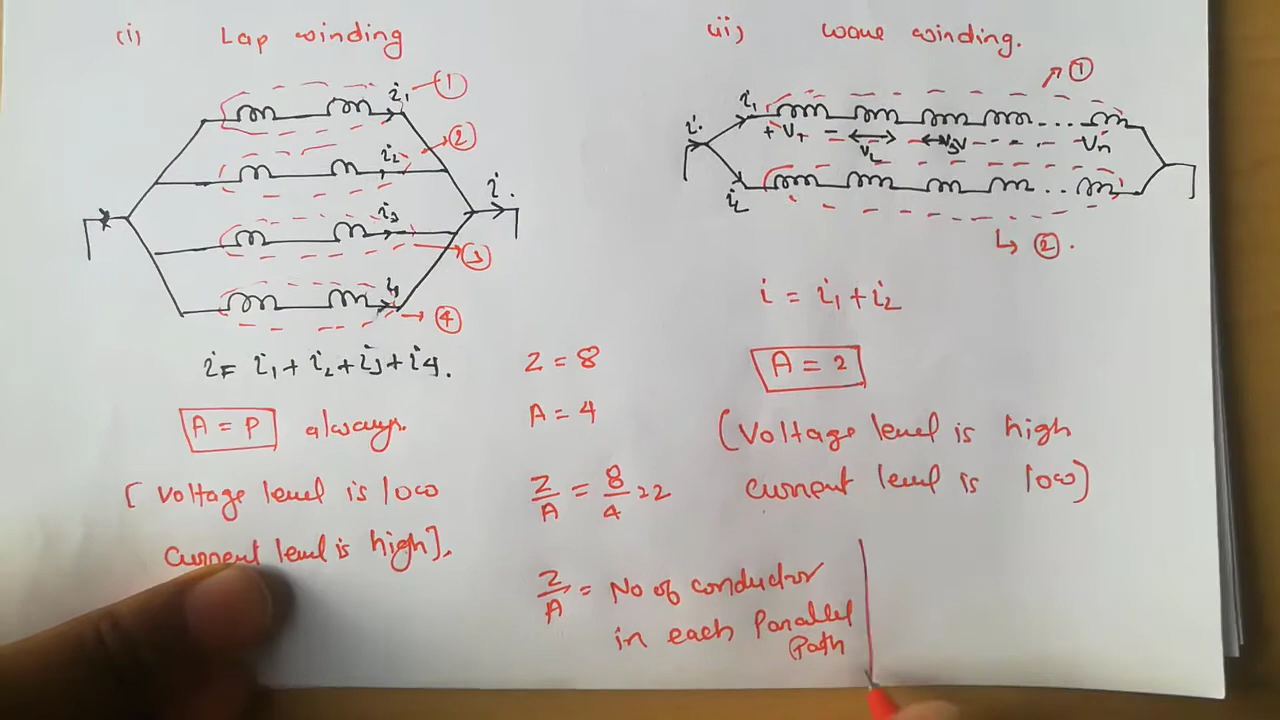 (i) Lap winding
i1
1
2
i2
i.
i3
3
i4
4
i = i1 + i2 + i3 + i4.
A = P always.
[ Voltage level is low
current level is high].
Z = 8
A = 4
Z/A = 8/4 = 2
Z/A = No of conductor
in each Parallel
Path
(ii) wave winding.
1
i. i1
+ V1 - V2 V3 Vn
i2
2.
i = i1 + i2
A = 2
(Voltage level is high
current level is low)